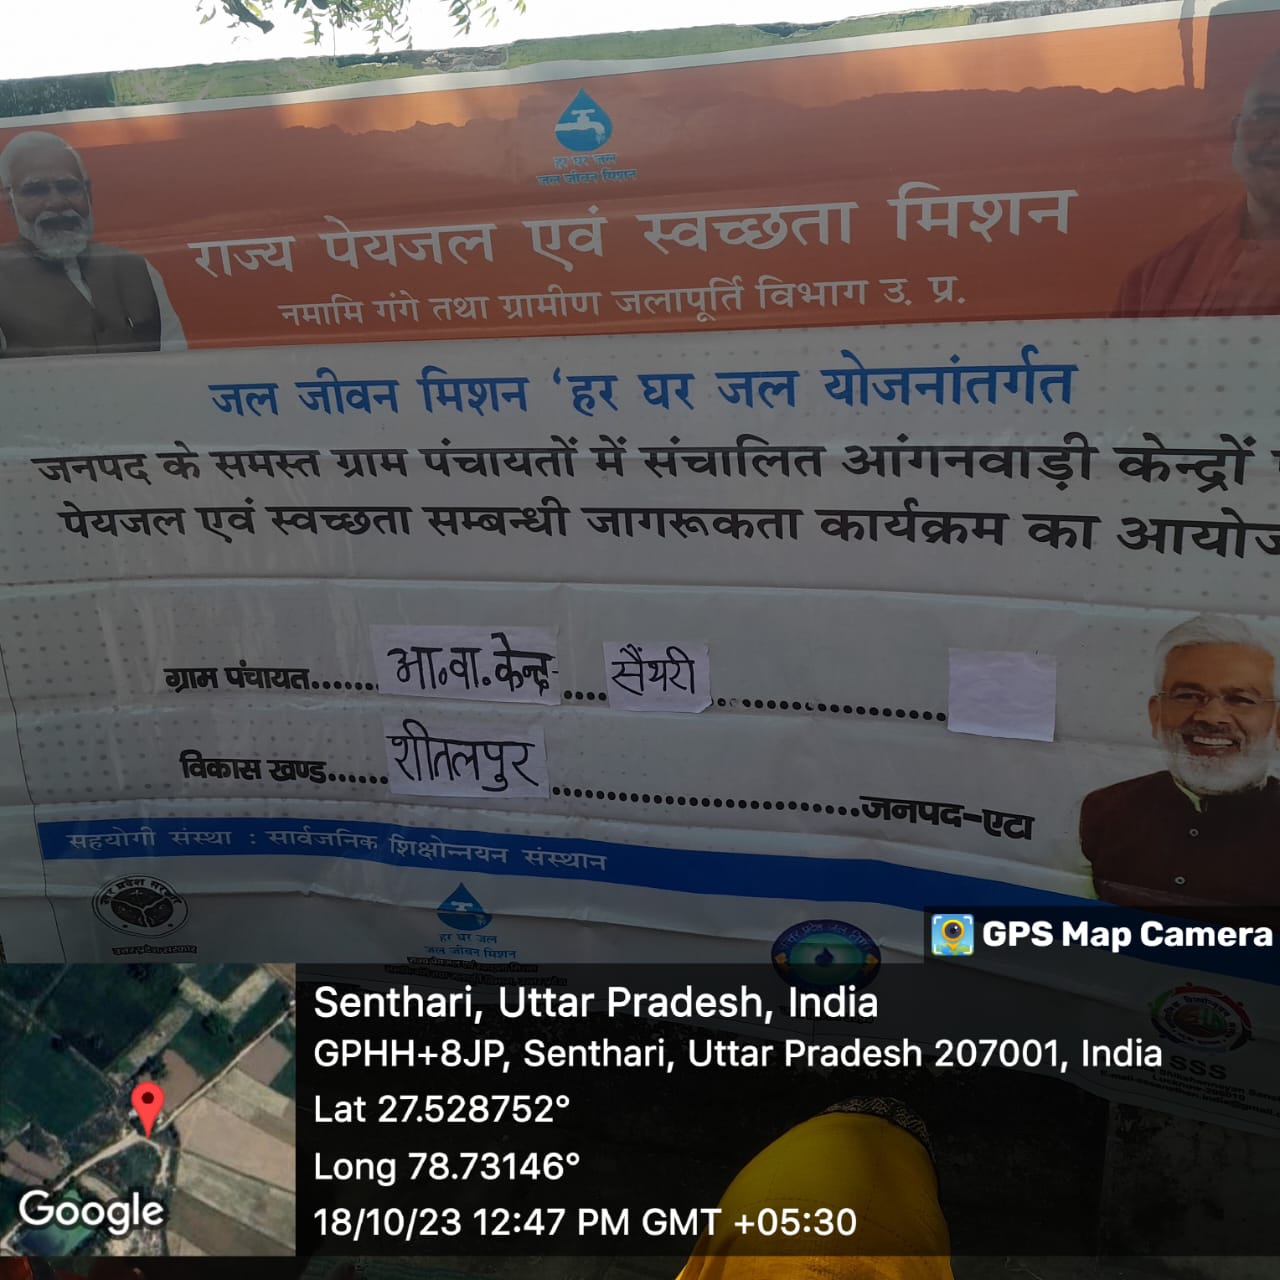 हर घर जल
जल जीवन मिशन
राज्य पेयजल एवं स्वच्छता मिशन
नमामि गंगे तथा ग्रामीण जलापूर्ति विभाग उ. प्र.
जल जीवन मिशन ‘हर घर जल योजनांतर्गत
जनपद के समस्त ग्राम पंचायतों में संचालित आंगनवाड़ी केन्द्रों
पेयजल एवं स्वच्छता सम्बन्धी जागरूकता कार्यक्रम का आयोज
ग्राम पंचायत....... आ०वा०केन्द्र .... सैंथरी ....................
विकास खण्ड...... शीतलपुर ......................जनपद-एटा
सहयोगी संस्था : सार्वजनिक शिक्षोन्नयन संस्थान
उत्तर प्रदेश सरकार
हर घर जल
जल जीवन मिशन
SSS
GPS Map Camera
Senthari, Uttar Pradesh, India
GPHH+8JP, Senthari, Uttar Pradesh 207001, India
Lat 27.528752°
Long 78.73146°
18/10/23 12:47 PM GMT +05:30
Google